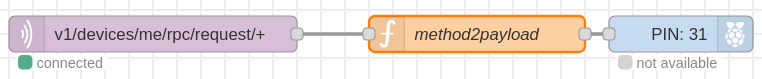 v1/devices/me/rpc/request/+
method2payload
PIN: 31
connected
not available